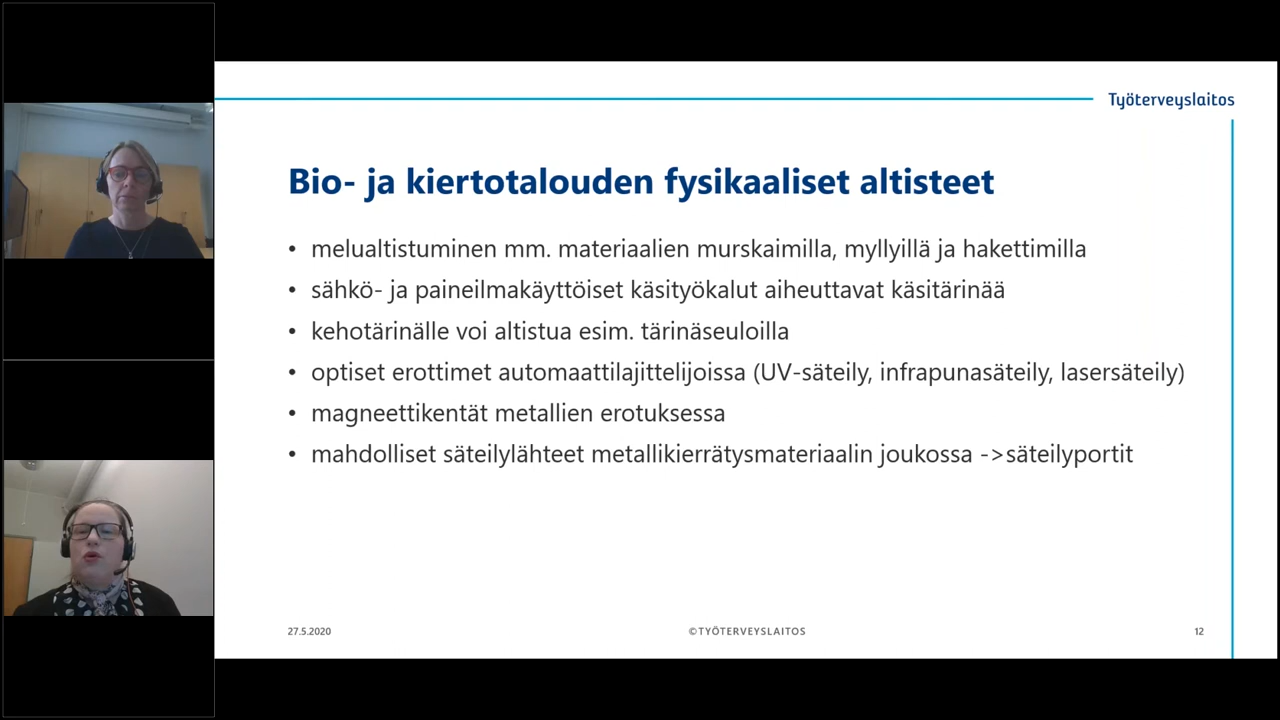 Työterveyslaitos
Bio- ja kiertotalouden fysikaaliset altisteet
• melualtistuminen mm. materiaalien murskaimilla, myllyillä ja hakettimilla
• sähkö- ja paineilmakäyttöiset käsityökalut aiheuttavat käsitärinää
• kehotärinälle voi altistua esim. tärinäseuloilla
• optiset erottimet automaattilajittelijoissa (UV-säteily, infrapunasäteily, lasersäteily)
• magneettikentät metallien erotuksessa
• mahdolliset säteilylähteet metallikierrätysmateriaalin joukossa ->säteilyportit
27.5.2020
©TYÖTERVEYSLAITOS
12